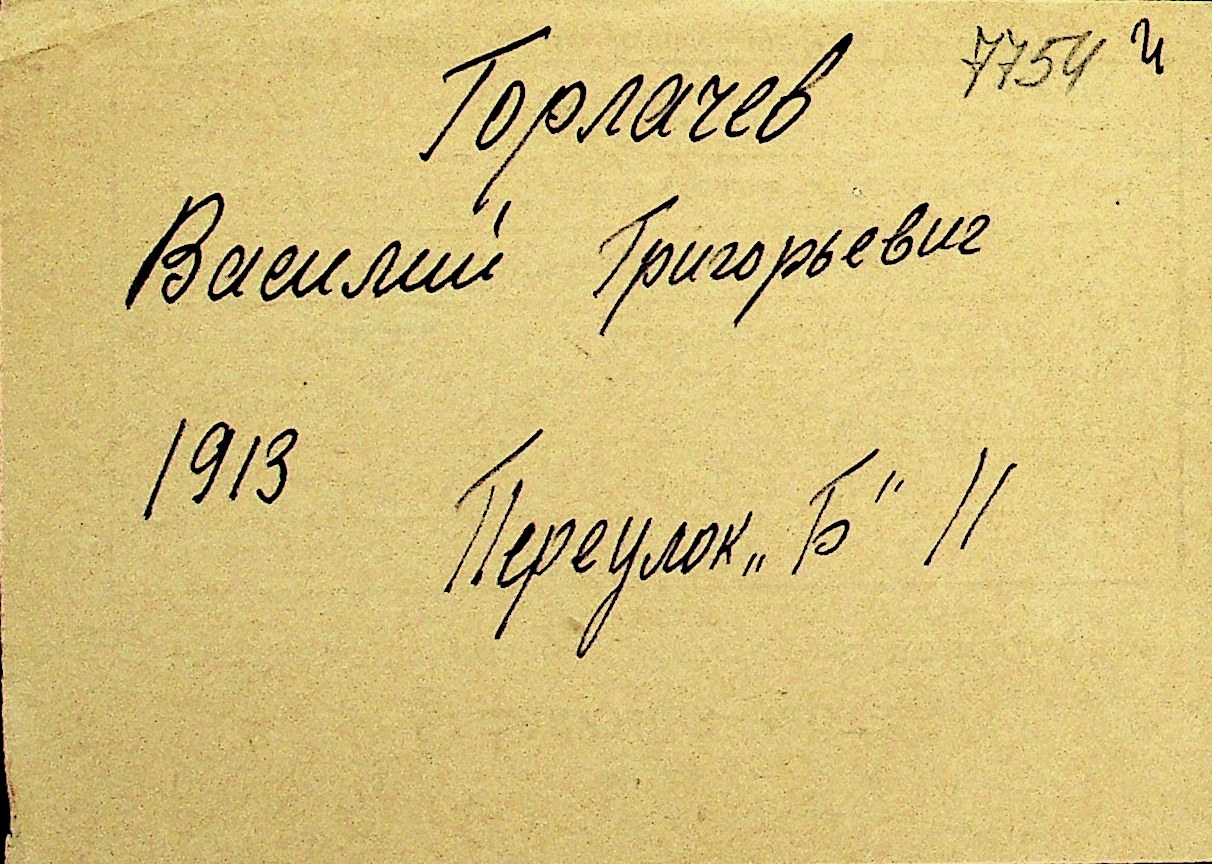 7754 и
Горлачев
Василий Григорьевич
1913 Переулок „Б" 11